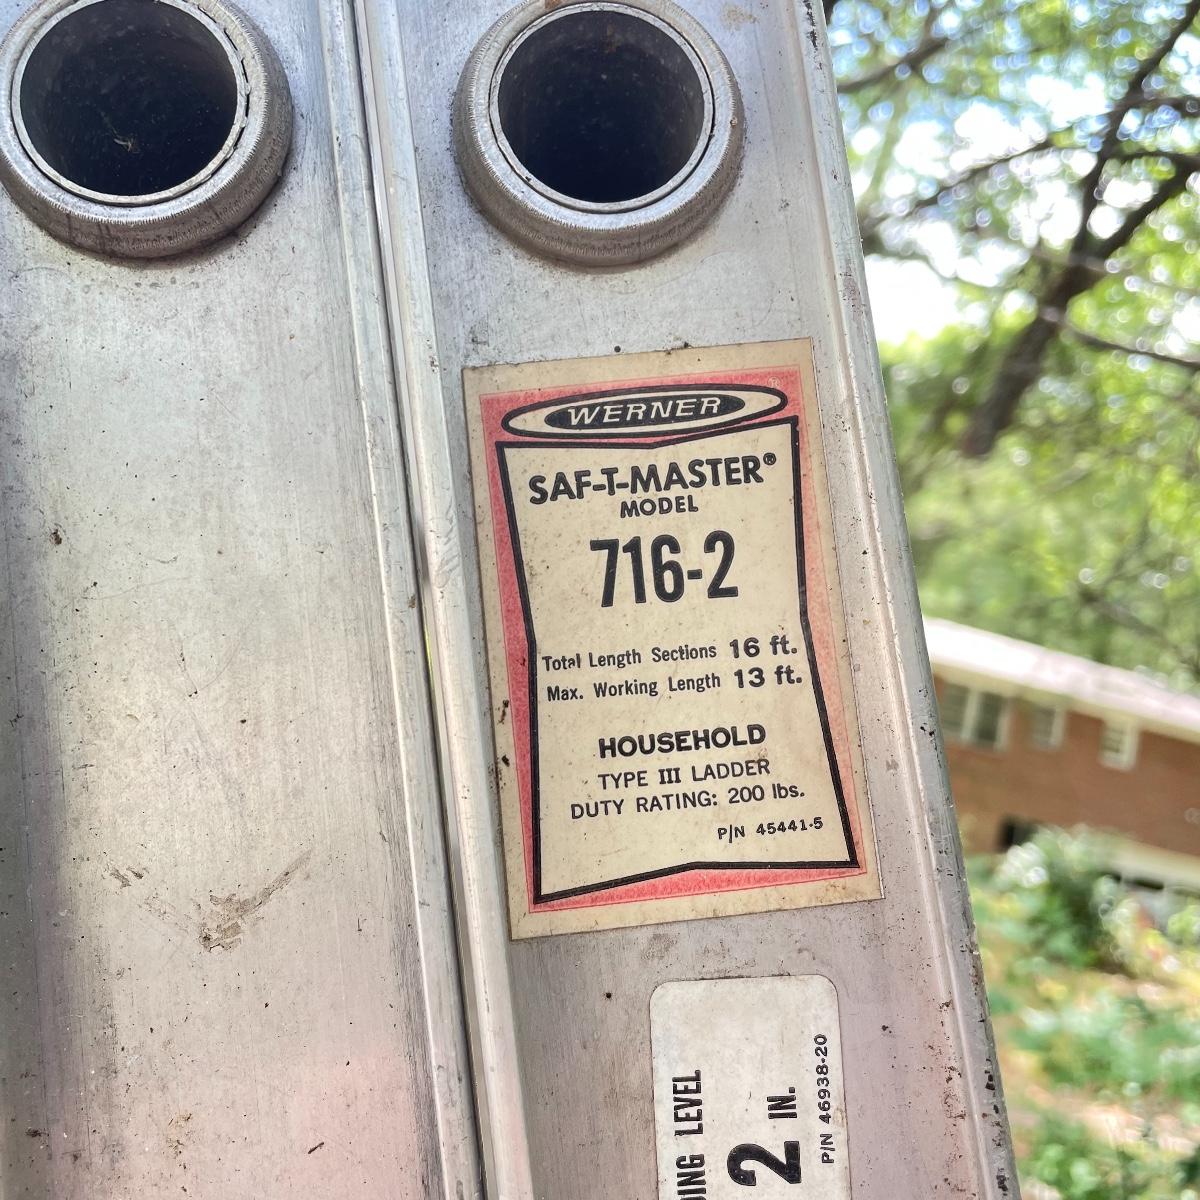 WERNER ®
SAF-T-MASTER®
MODEL
716-2
Total Length Sections 16 ft.
Max. Working Length 13 ft.
HOUSEHOLD
TYPE III LADDER
DUTY RATING: 200 lbs.
P/N 45441-5
LEVEL
2 IN.
P/N 46938-20